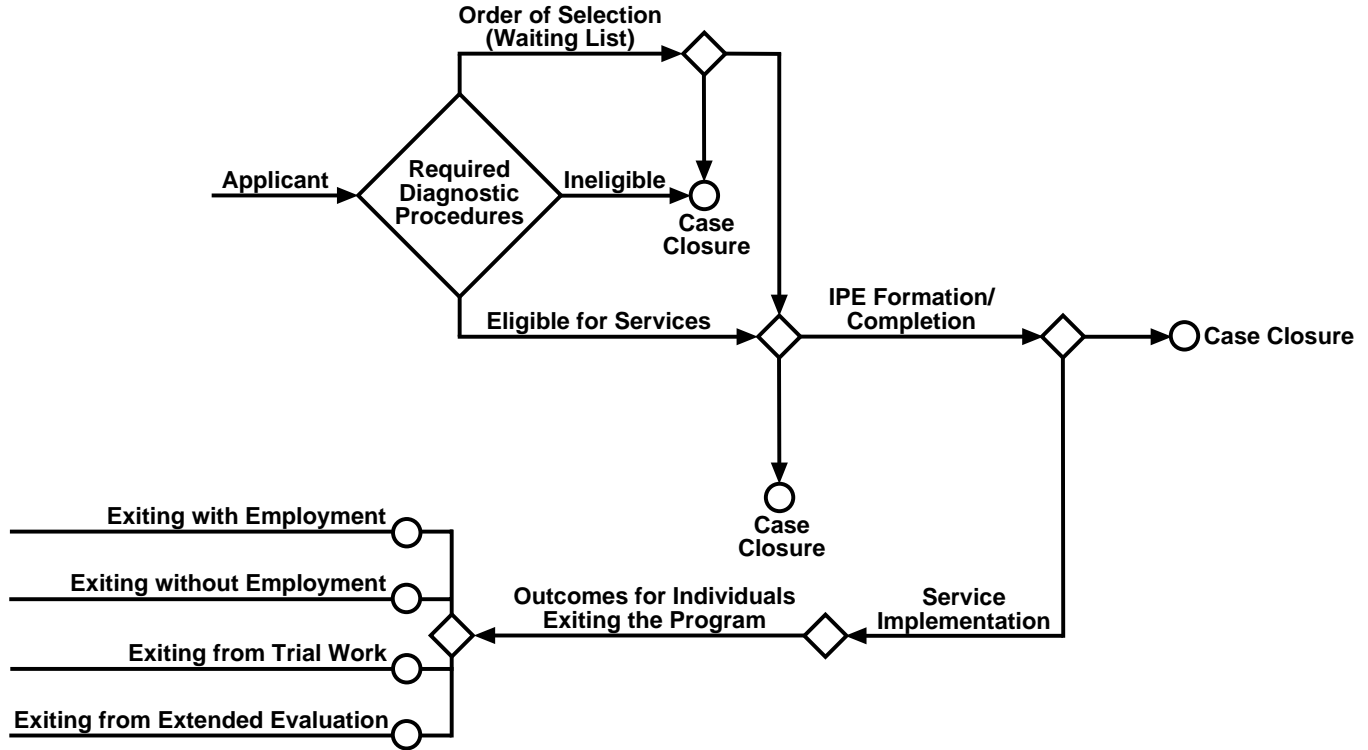 Order of Selection
(Waiting List)
Applicant
Required
Diagnostic
Procedures
Ineligible
Case
Closure
Eligible for Services
IPE Formation/
Completion
Case Closure
Case
Closure
Exiting with Employment
Exiting without Employment
Outcomes for Individuals
Exiting the Program
Service
Implementation
Exiting from Trial Work
Exiting from Extended Evaluation